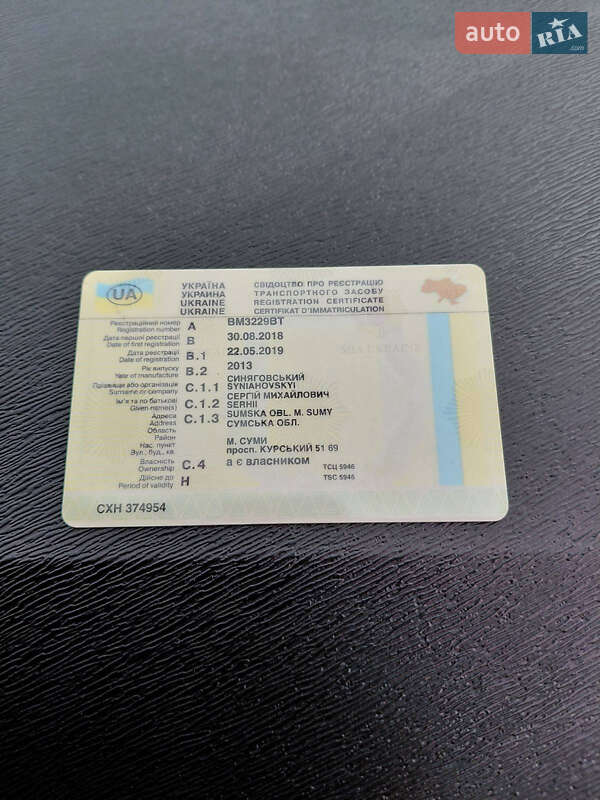 auto RIA .com
UA
УКРАЇНА СВІДОЦТВО ПРО РЕЄСТРАЦІЮ
УКРАИНА ТРАНСПОРТНОГО ЗАСОБУ
UKRAINE REGISTRATION CERTIFICATE
UKRAINE CERTIFIKAT D'IMMATRICULATION
Реєстраційний номер
Registration number A BM3229BT
Дата першої реєстрації
Date of first registration B 30.08.2018
Дата реєстрації
Date of registration B.1 22.05.2019
Рік випуску
Year of manufacture B.2 2013
Прізвище або організація C.1.1 СИНЯГОВСЬКИЙ
Surname or company SYNIAHOVSKYI
Ім'я та по батькові C.1.2 СЕРГІЙ МИХАЙЛОВИЧ
Given name(s) SERHII
Адреса C.1.3 SUMSKA OBL. M. SUMY
Address СУМСЬКА ОБЛ.
Область
Район
Нас. пункт М. СУМИ
Вул., буд., кв. просп. КУРСЬКИЙ 51 69
Власність
Ownership C.4 а є власником ТСЦ 5946
Дійсне до
Period of validity H TSC 5946
СХН 374954